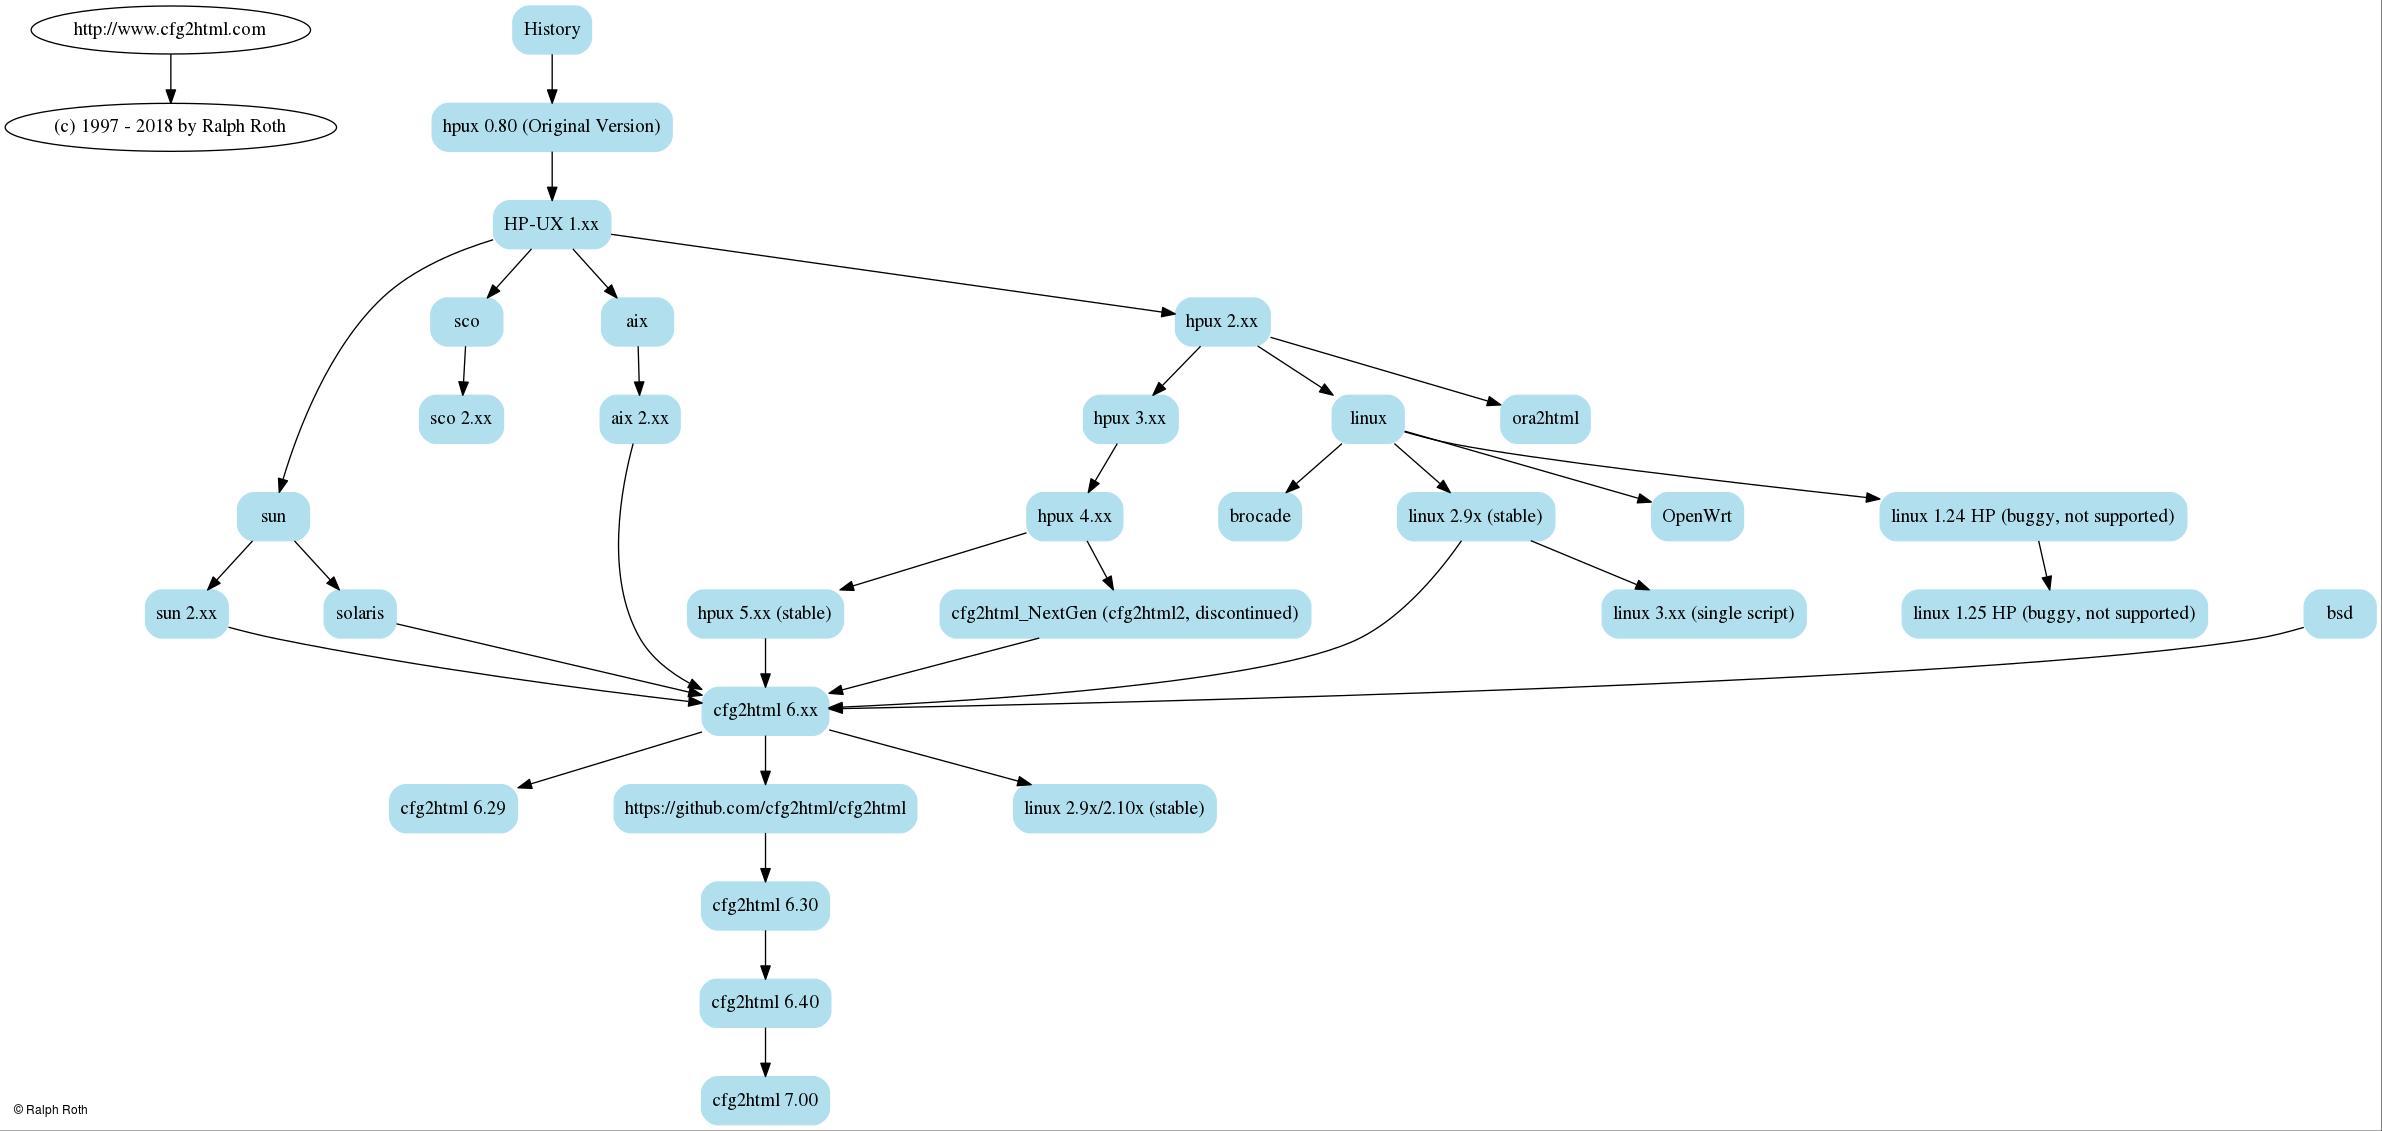 http://www.cfg2html.com
History
(c) 1997 - 2018 by Ralph Roth
hpux 0.80 (Original Version)
HP-UX 1.xx
sco
aix
hpux 2.xx
sco 2.xx
aix 2.xx
hpux 3.xx
linux
ora2html
sun
hpux 4.xx
brocade
linux 2.9x (stable)
OpenWrt
linux 1.24 HP (buggy, not supported)
sun 2.xx
solaris
hpux 5.xx (stable)
cfg2html_NextGen (cfg2html2, discontinued)
linux 3.xx (single script)
linux 1.25 HP (buggy, not supported)
bsd
cfg2html 6.xx
cfg2html 6.29
https://github.com/cfg2html/cfg2html
linux 2.9x/2.10x (stable)
cfg2html 6.30
cfg2html 6.40
cfg2html 7.00
© Ralph Roth